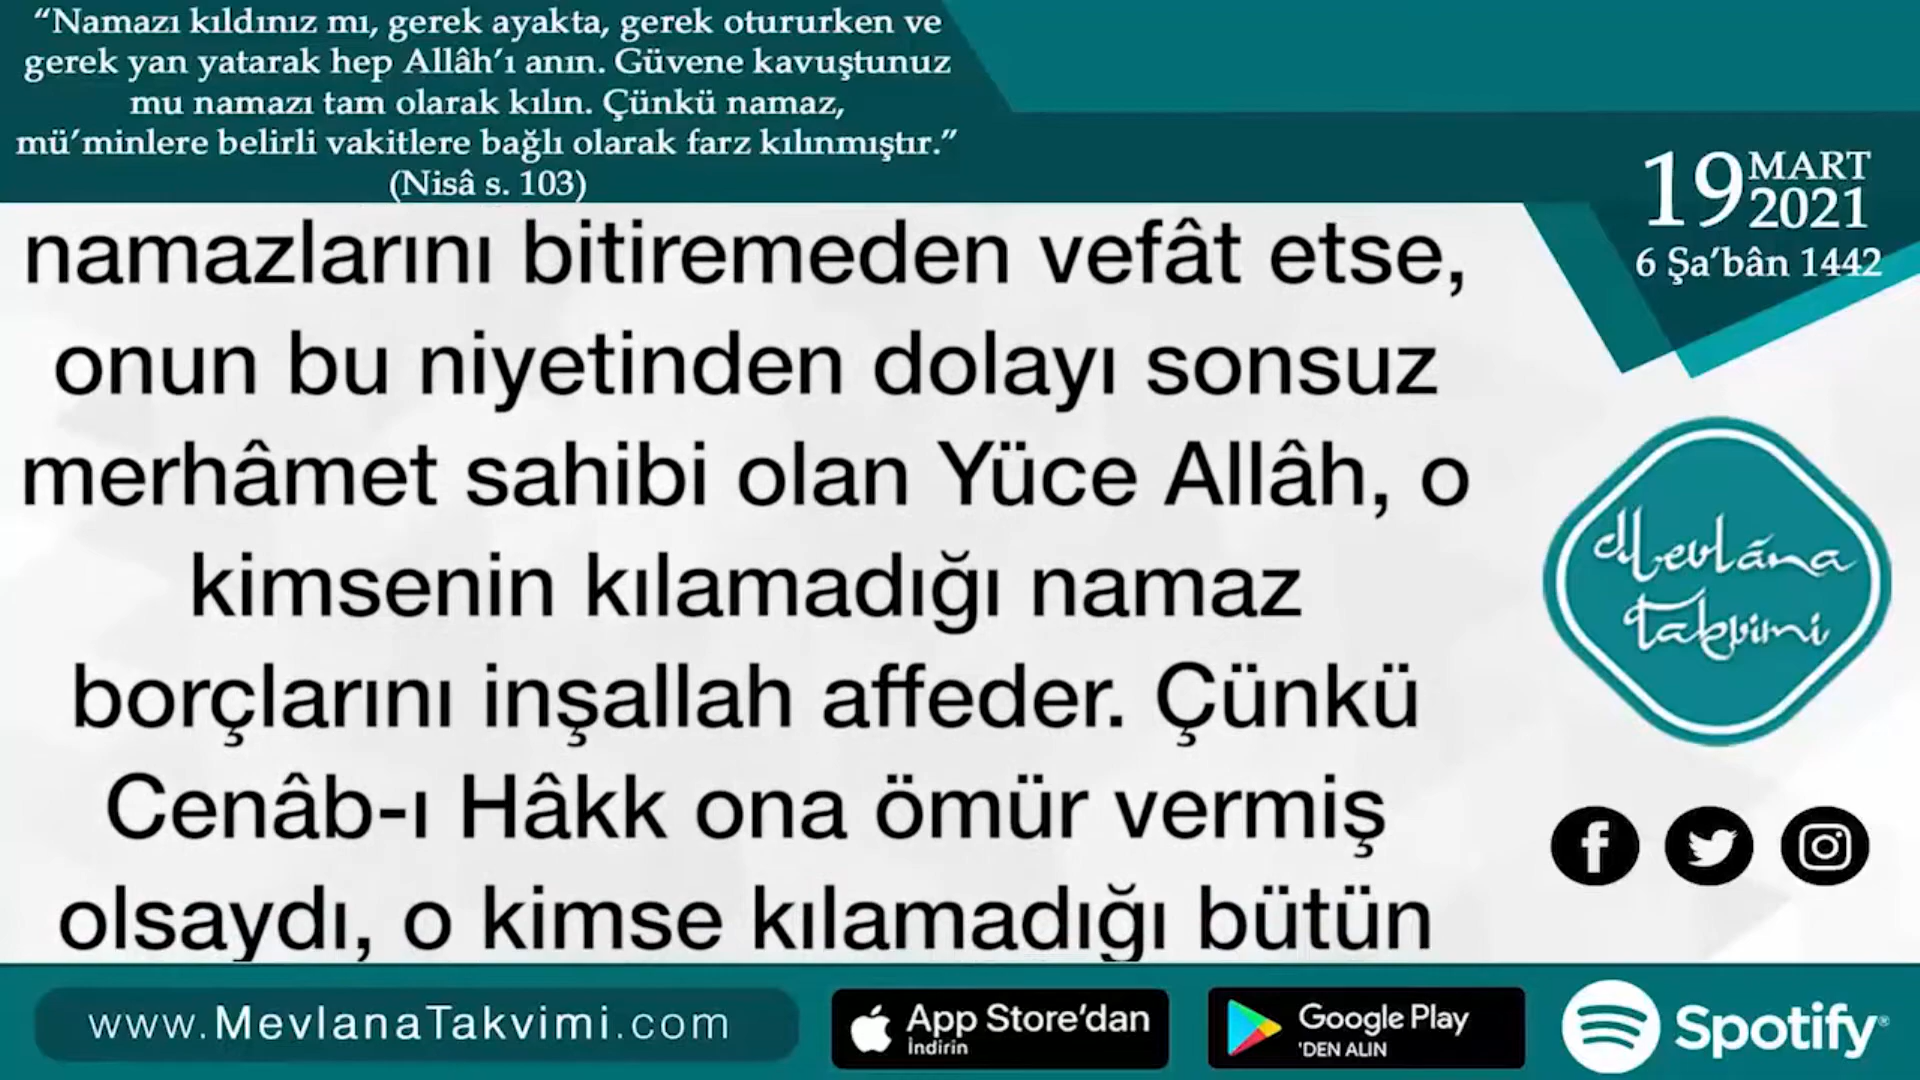 “Namazı kıldınız mı, gerek ayakta, gerek otururken ve
gerek yan yatarak hep Allâh’ı anın. Güvene kavuştunuz
mu namazı tam olarak kılın. Çünkü namaz,
mü’minlere belirli vakitlere bağlı olarak farz kılınmıştır.”
(Nisâ s. 103)
19 MART
2021
6 Şa’bân 1442
namazlarını bitiremeden vefât etse,
onun bu niyetinden dolayı sonsuz
merhâmet sahibi olan Yüce Allâh, o
kimsenin kılamadığı namaz
borçlarını inşallah affeder. Çünkü
Cenâb-ı Hâkk ona ömür vermiş
olsaydı, o kimse kılamadığı bütün
Mevlâna
Takvimi
www.MevlanaTakvimi.com
App Store’dan
İndirin
Google Play
'DEN ALIN
Spotify®